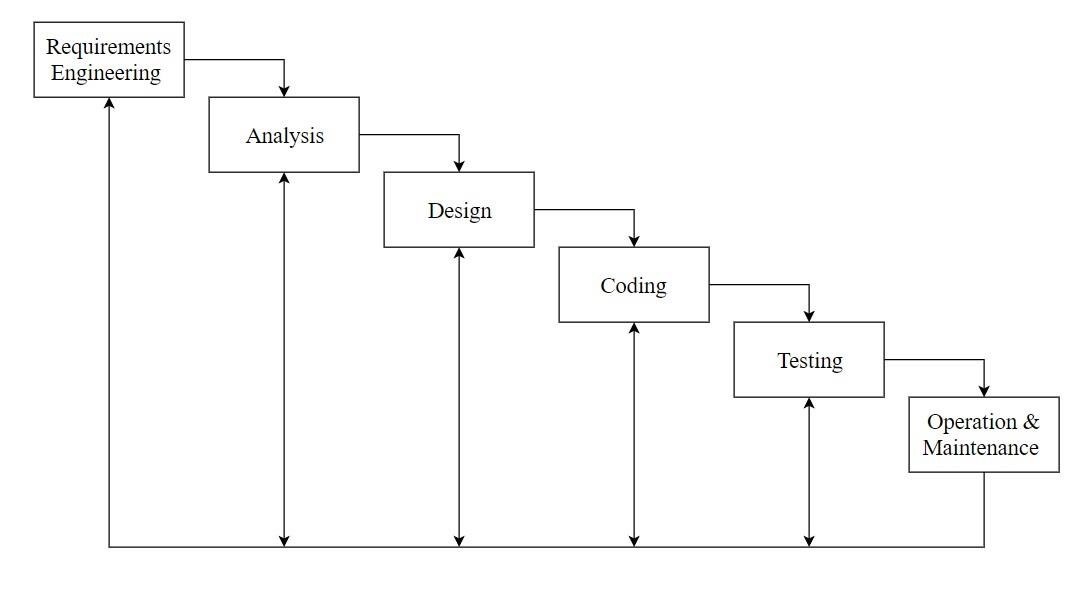 Requirements
Engineering
Analysis
Design
Coding
Testing
Operation &
Maintenance